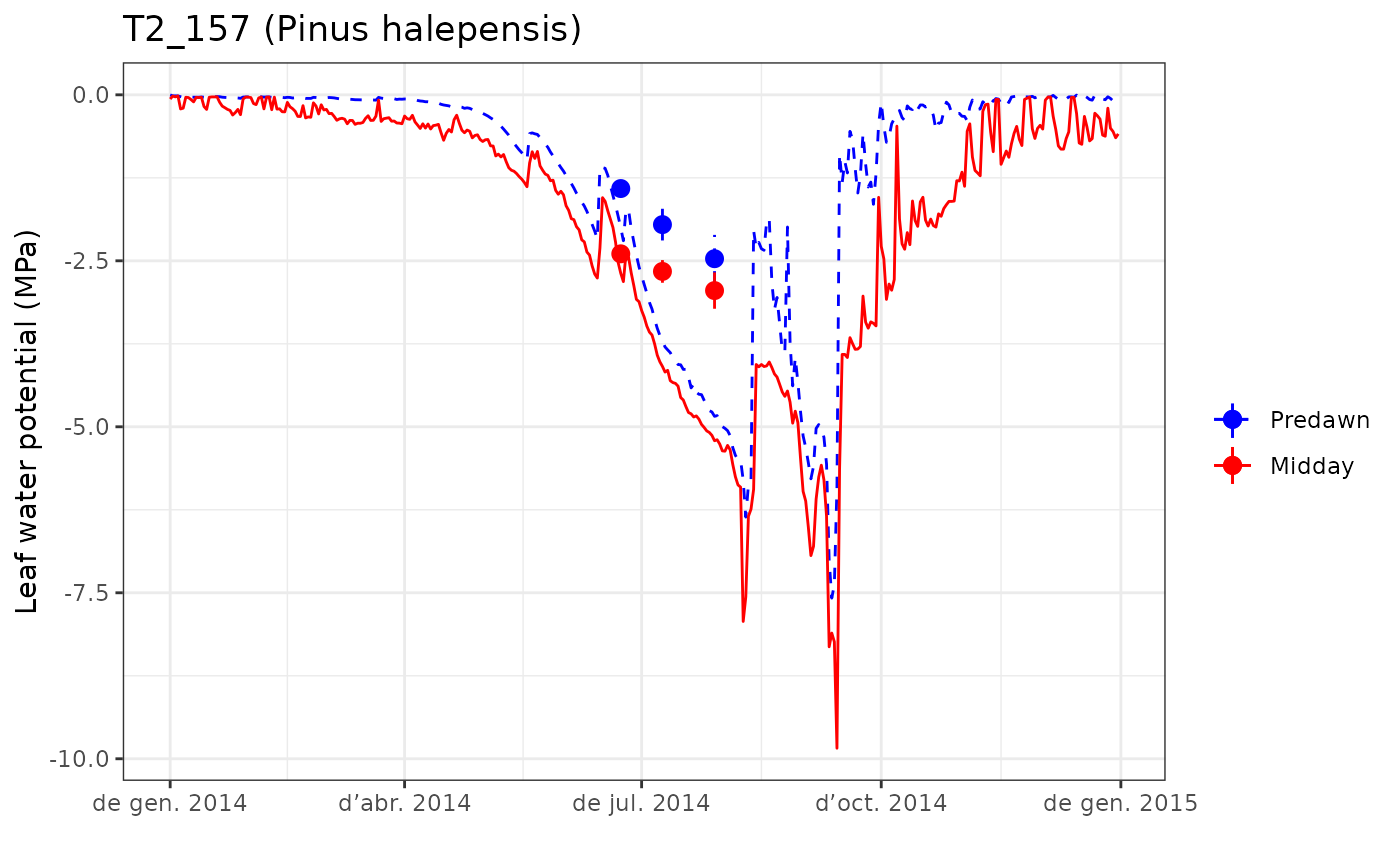 T2_157 (Pinus halepensis)
Leaf water potential (MPa)
0.0
-2.5
-5.0
-7.5
-10.0
de gen. 2014
d’abr. 2014
de jul. 2014
d’oct. 2014
de gen. 2015
Predawn
Midday